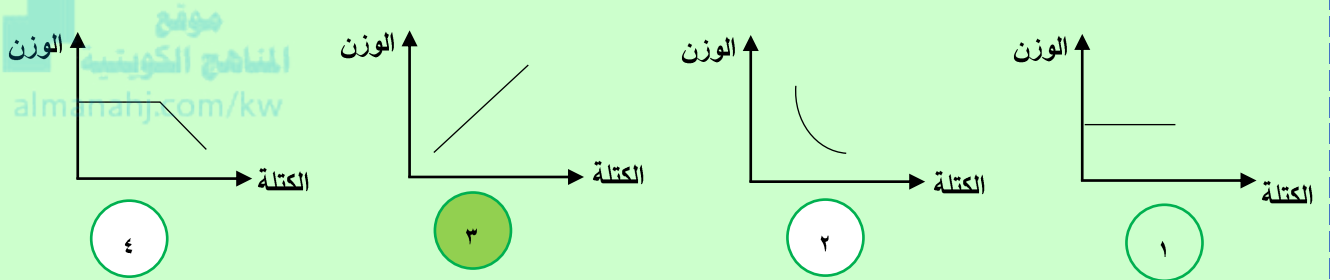 موقع
المناهج الكويتية
almanahj.com/kw
الوزن
الكتلة
١
الوزن
الكتلة
٢
الوزن
الكتلة
٣
الوزن
الكتلة
٤